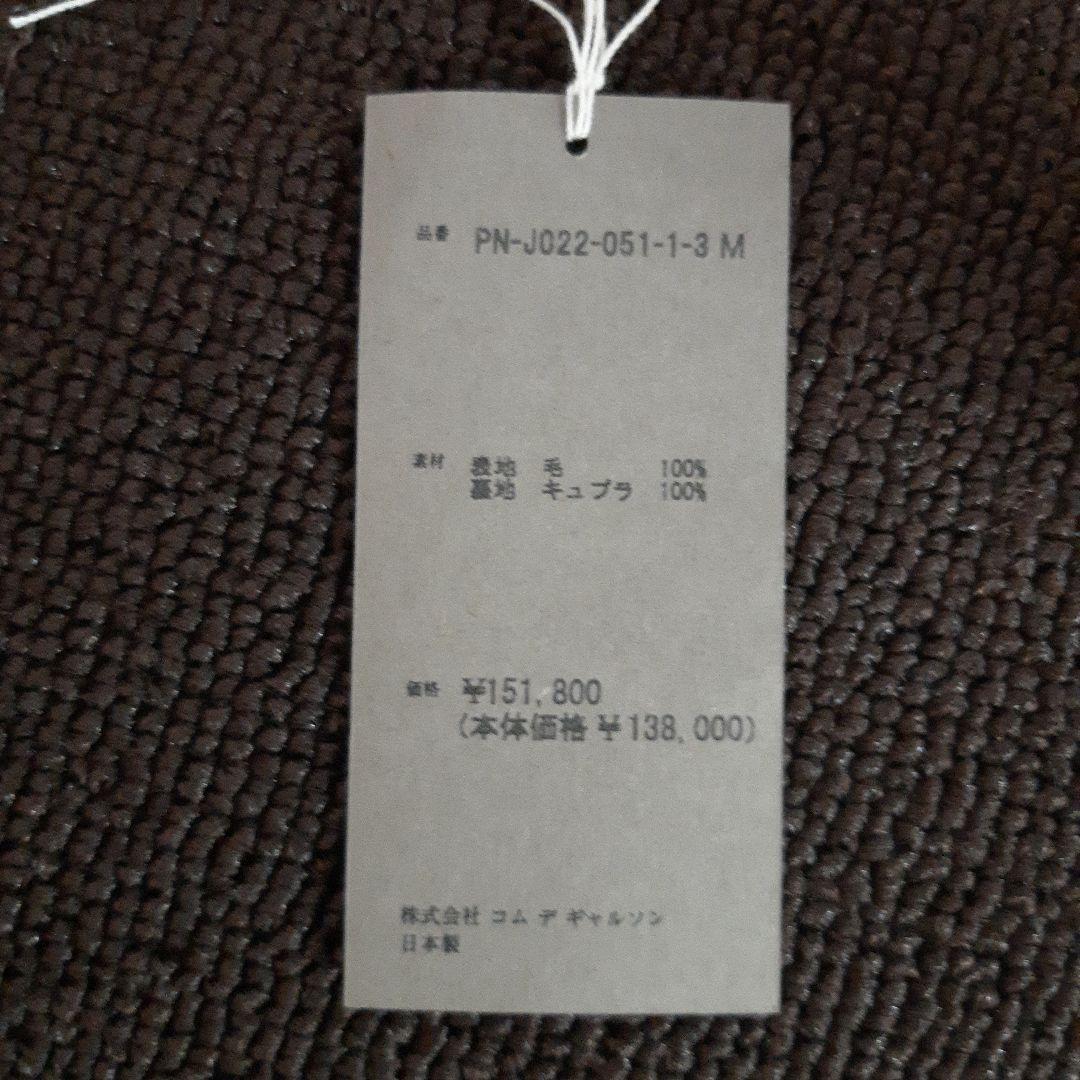 品番 PN-J022-051-1-3 M
素材 表地 毛 100%
裏地 キュプラ 100%
価格 ¥151,800
(本体価格 ¥138,000)
株式会社 コム デ ギャルソン
日本製